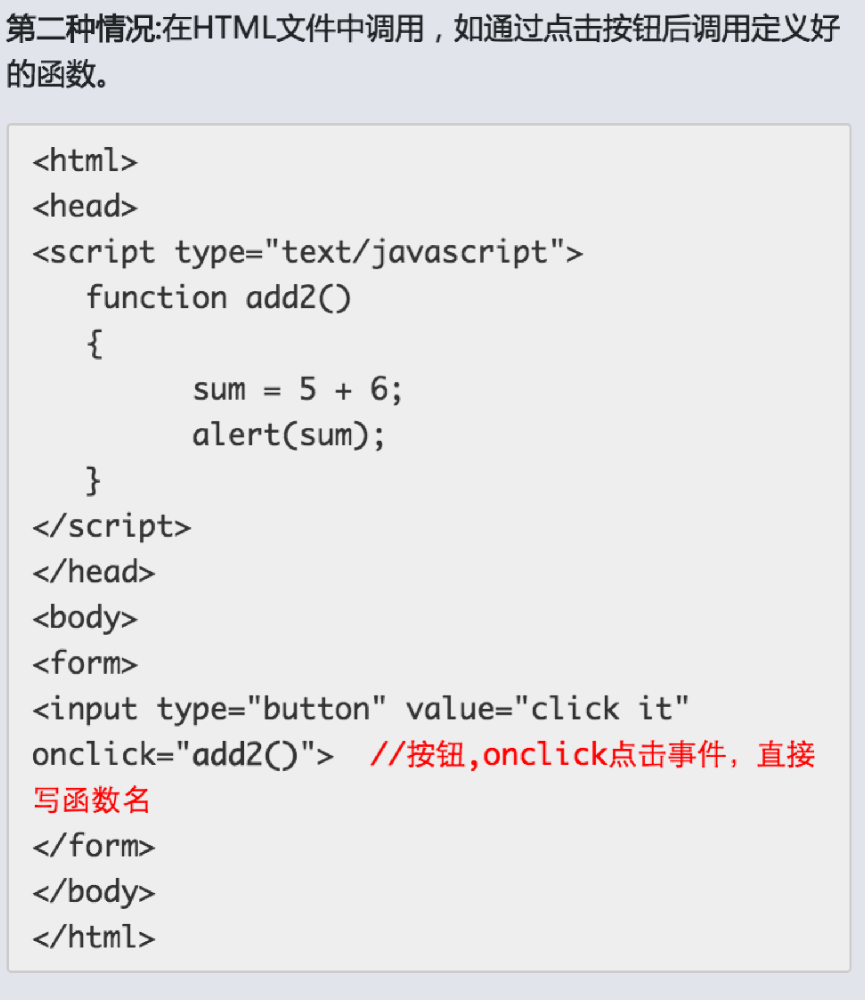 第二种情况:在HTML文件中调用，如通过点击按钮后调用定义好
的函数。
<html>
<head>
<script type="text/javascript">
   function add2()
   {
         sum = 5 + 6;
         alert(sum);
   }
</script>
</head>
<body>
<form>
<input type="button" value="click it"
onclick="add2()">  //按钮,onclick点击事件，直接
写函数名
</form>
</body>
</html>